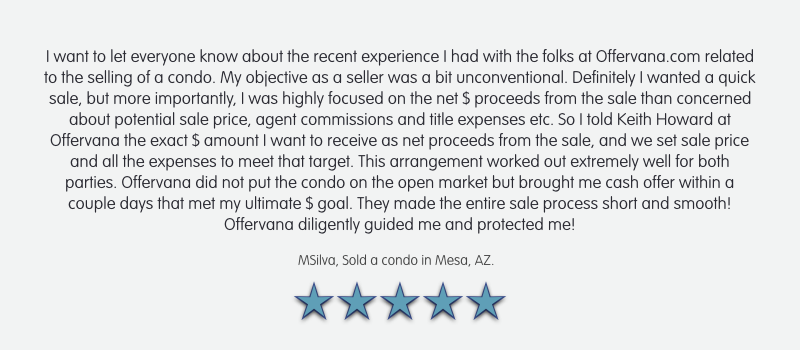 I want to let everyone know about the recent experience I had with the folks at Offervana.com related
to the selling of a condo. My objective as a seller was a bit unconventional. Definitely I wanted a quick
sale, but more importantly, I was highly focused on the net $ proceeds from the sale than concerned
about potential sale price, agent commissions and title expenses etc. So I told Keith Howard at
Offervana the exact $ amount I want to receive as net proceeds from the sale, and we set sale price
and all the expenses to meet that target. This arrangement worked out extremely well for both
parties. Offervana did not put the condo on the open market but brought me cash offer within a
couple days that met my ultimate $ goal. They made the entire sale process short and smooth!
Offervana diligently guided me and protected me!
MSilva, Sold a condo in Mesa, AZ.